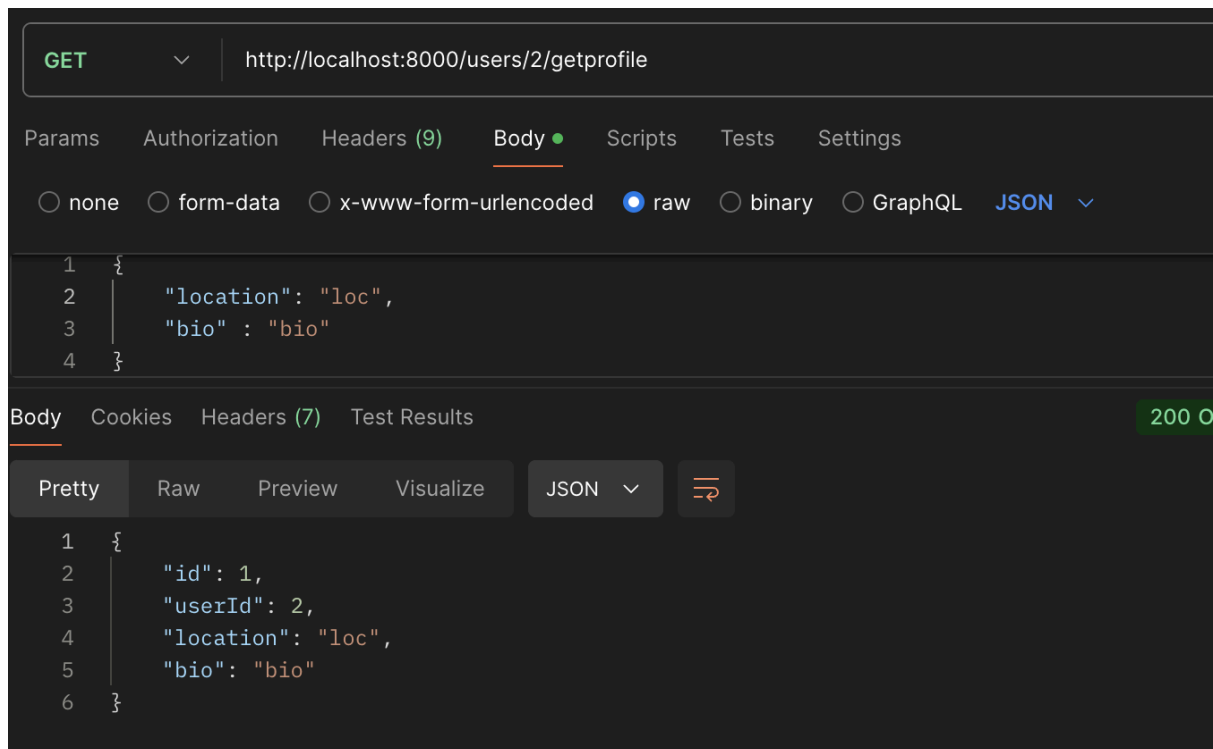 GET http://localhost:8000/users/2/getprofile
Params Authorization Headers (9) Body Scripts Tests Settings
none form-data x-www-form-urlencoded raw binary GraphQL JSON
1 {
2 "location": "loc",
3 "bio" : "bio"
4 }
Body Cookies Headers (7) Test Results 200 O
Pretty Raw Preview Visualize JSON
1 {
2 "id": 1,
3 "userId": 2,
4 "location": "loc",
5 "bio": "bio"
6 }